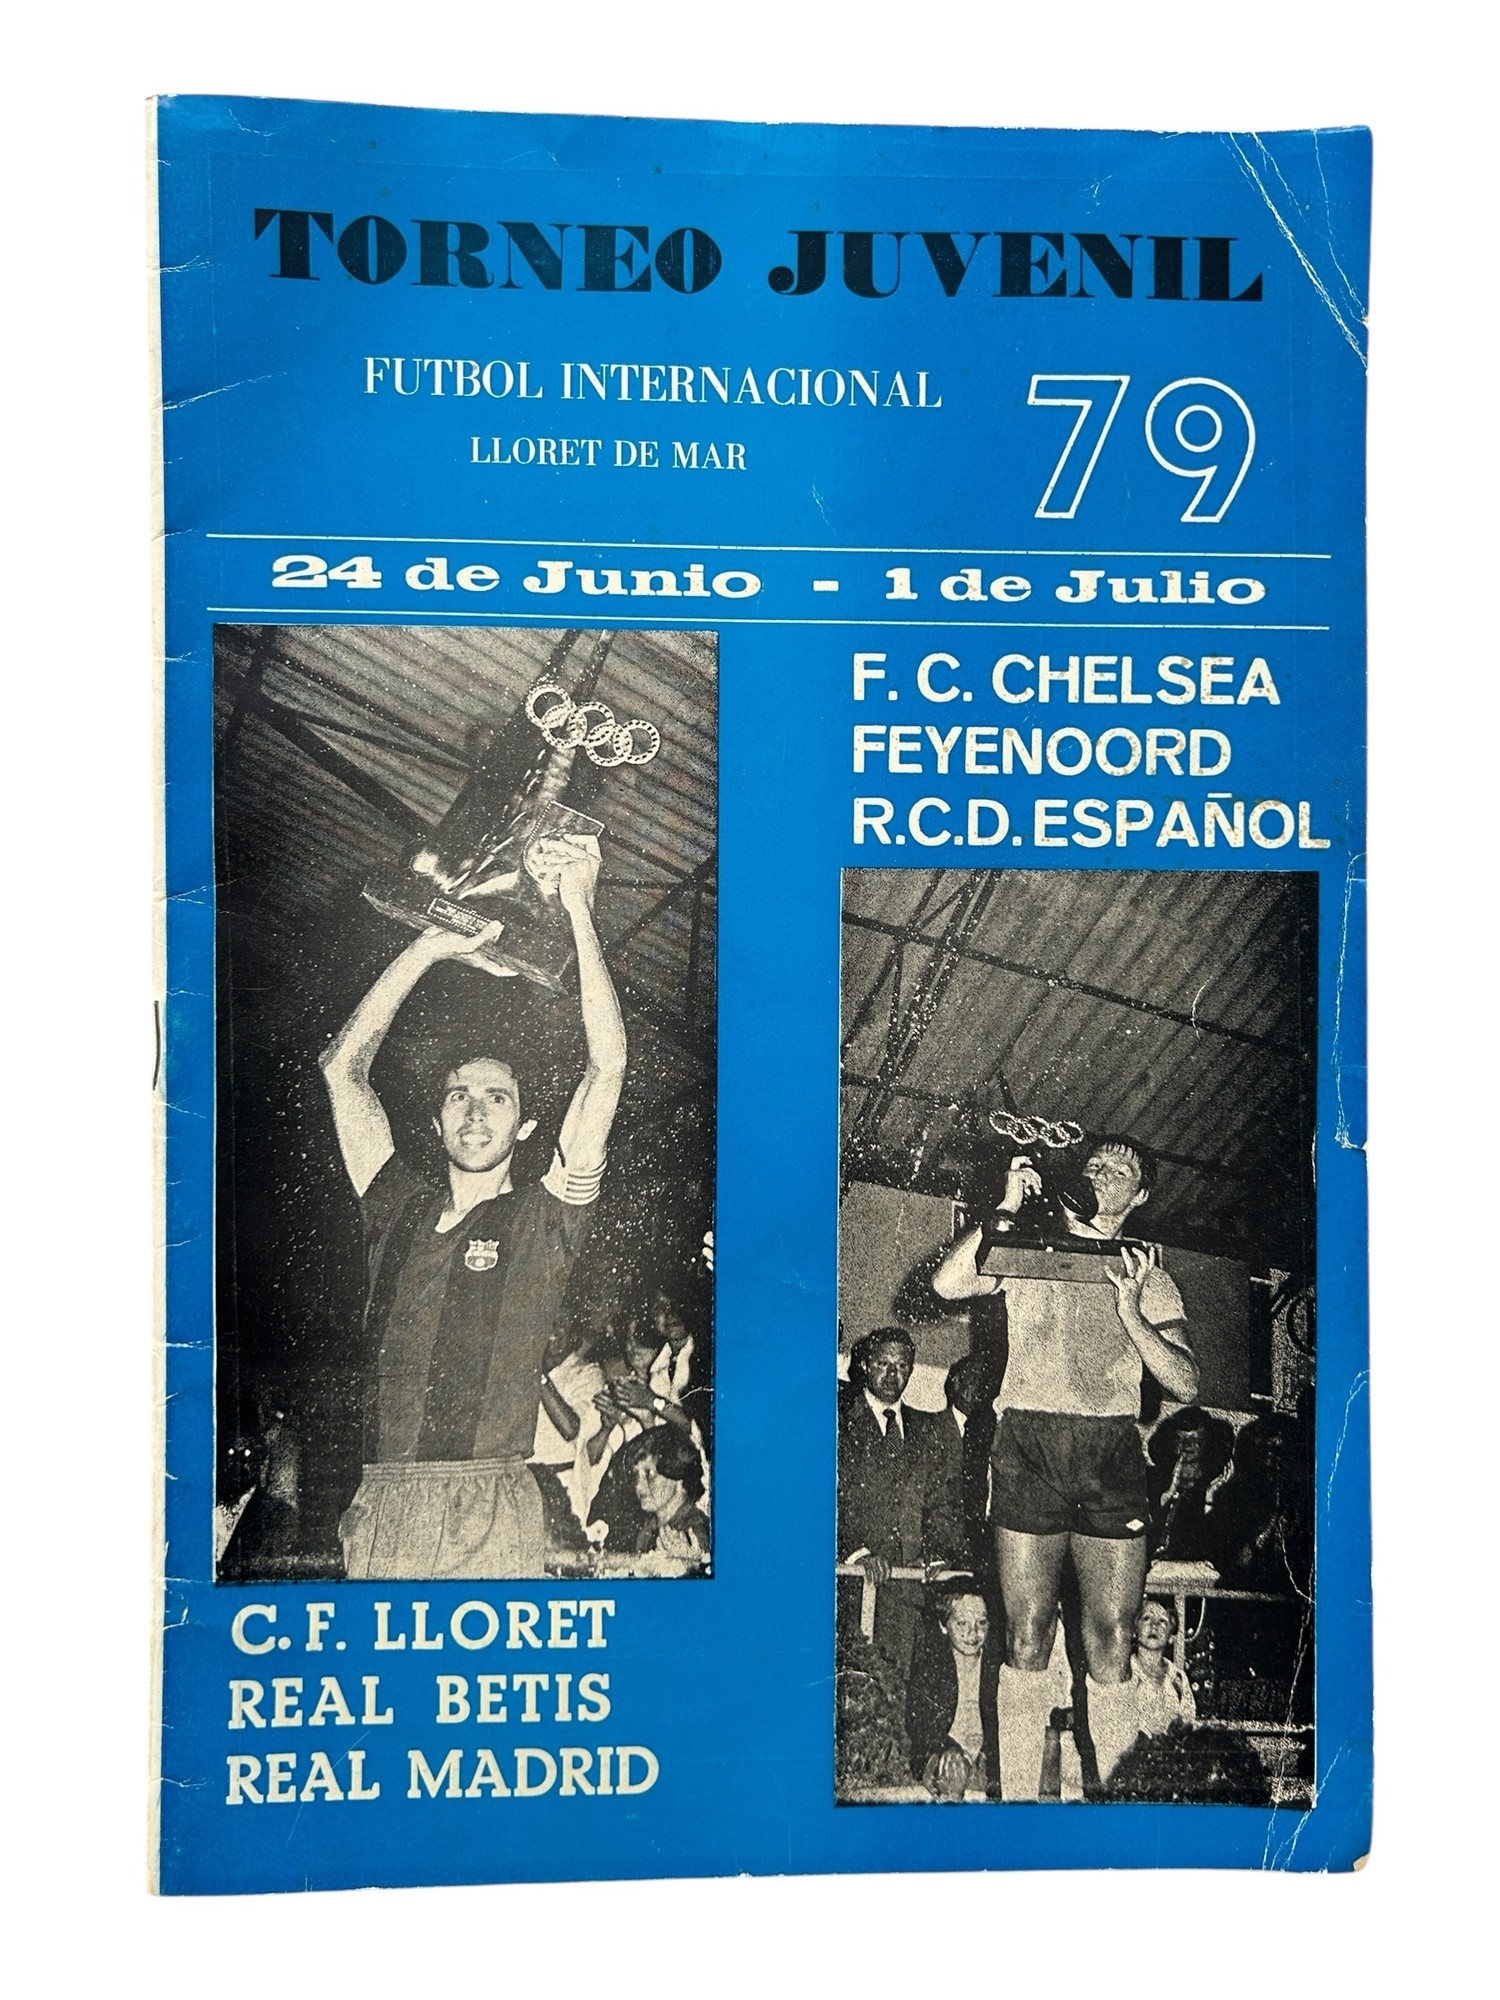 TORNEO JUVENIL
FUTBOL INTERNACIONAL
LLORET DE MAR
79
24 de Junio - 1 de Julio
F. C. CHELSEA
FEYENOORD
R.C.D. ESPAÑOL
C. F. LLORET
REAL BETIS
REAL MADRID